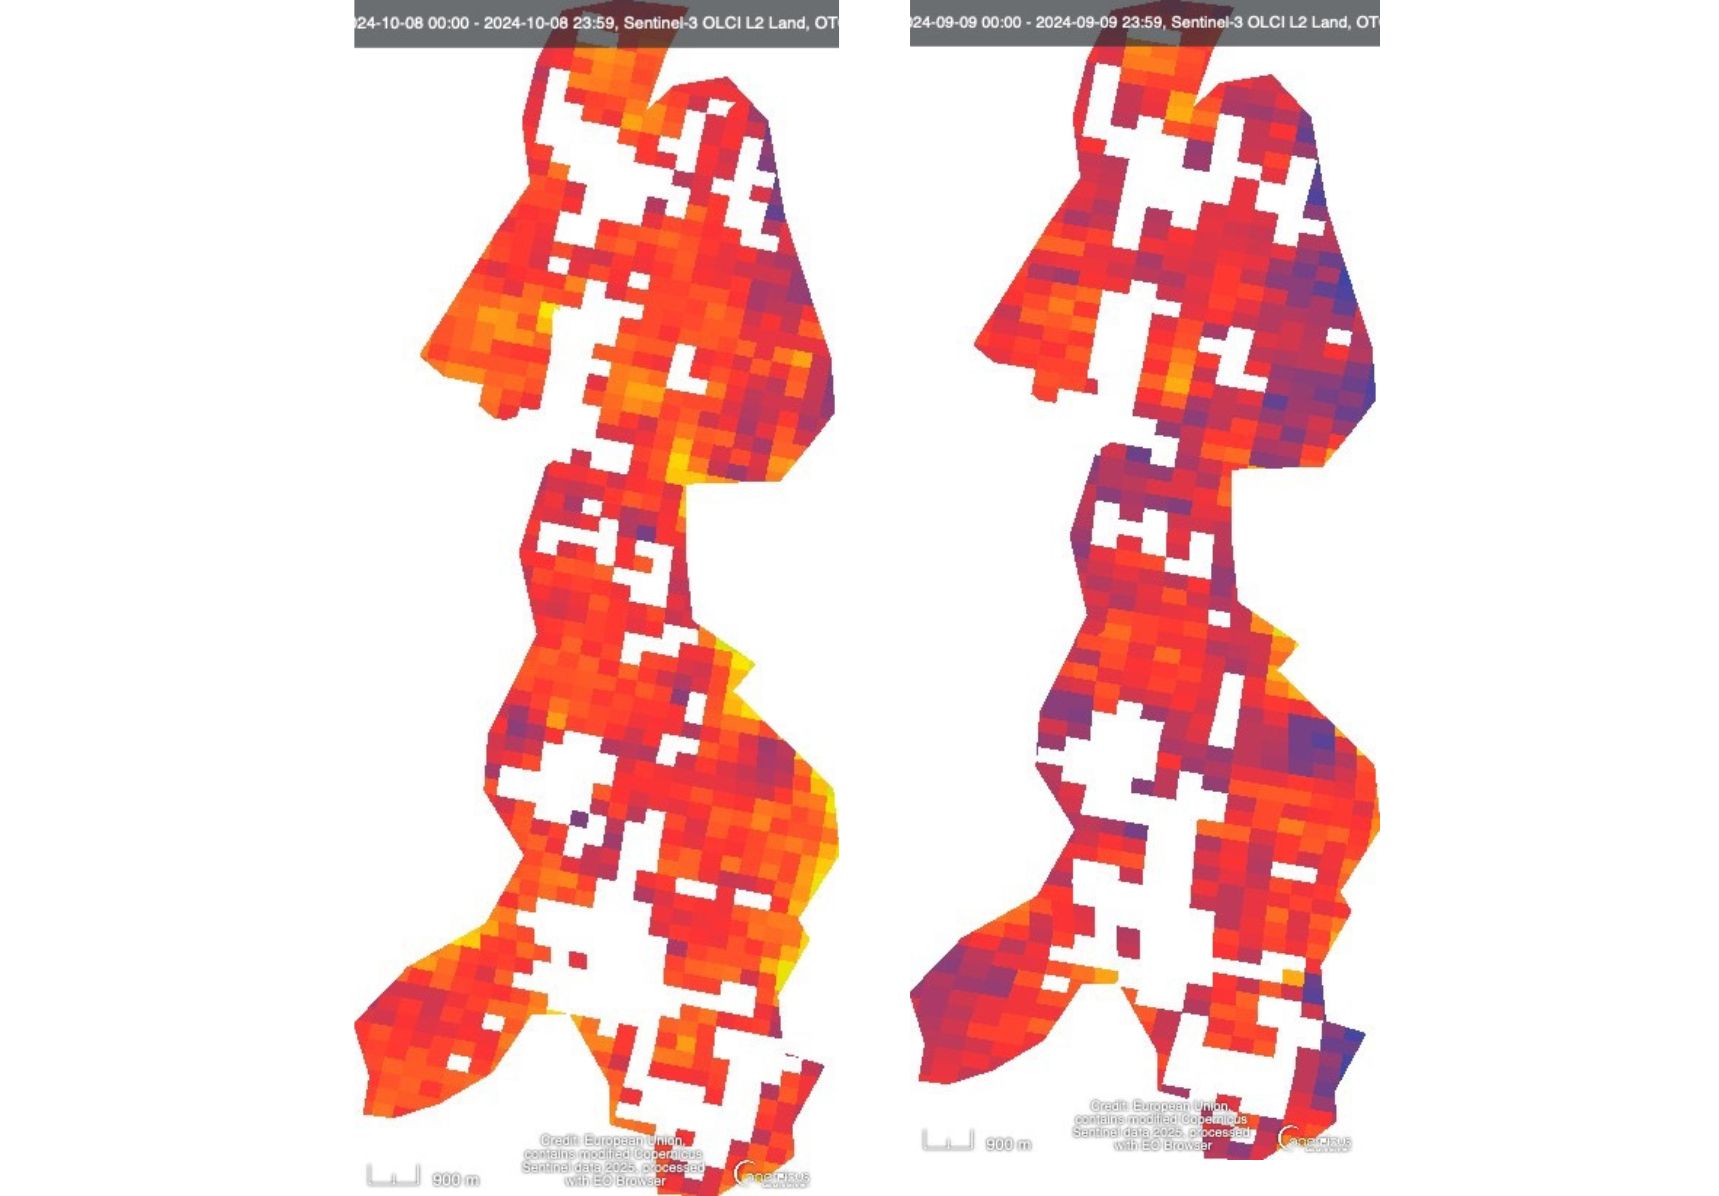 24-10-08 00:00 - 2024-10-08 23:59, Sentinel-3 OLCI L2 Land, OT
Credit: European Union,
contains modified Copernicus
Sentinel data 2025, processed
with EO Browser
900 m
24-09-09 00:00 - 2024-09-09 23:59, Sentinel-3 OLCI L2 Land, OT
Credit: European Union,
contains modified Copernicus
Sentinel data 2025, processed
with EO Browser
900 m